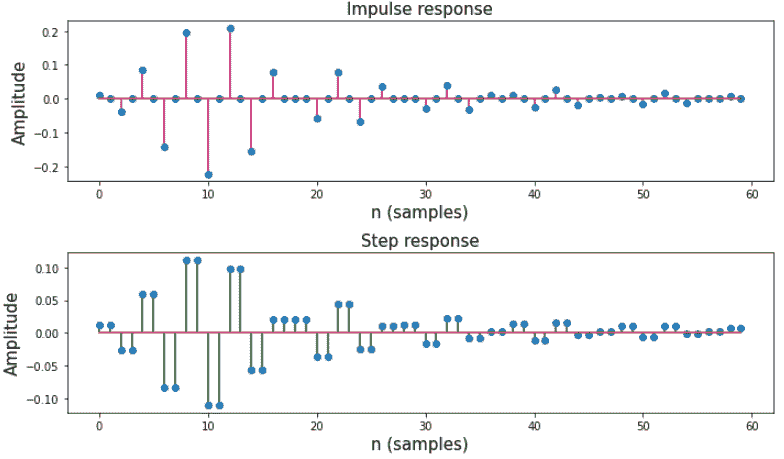 Impulse response
Amplitude
0.2
0.1
0.0
−0.1
−0.2
0 10 20 30 40 50 60
n (samples)
Step response
Amplitude
0.10
0.05
0.00
−0.05
−0.10
0 10 20 30 40 50 60
n (samples)